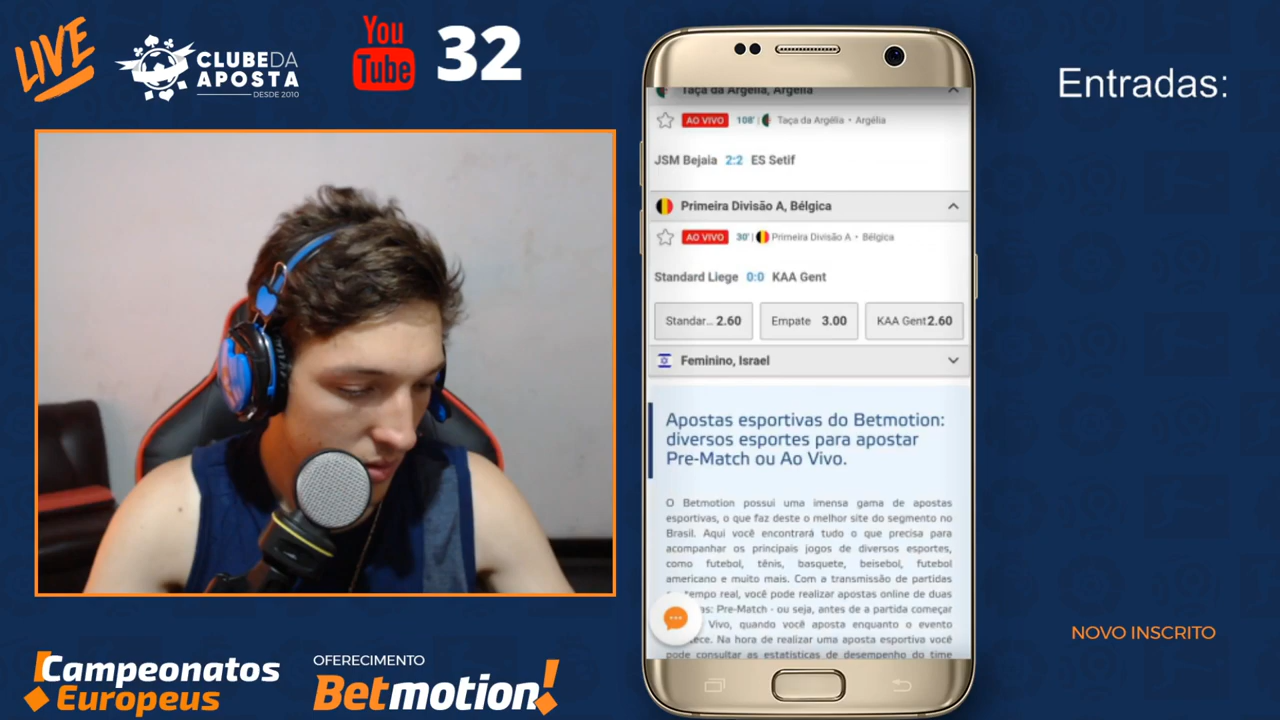 LIVE
CLUBEDA
APOSTA
DESDE 2010
You
Tube
32
Entradas:
Taça da Argélia, Argélia
AO VIVO 108' | Taça da Argélia • Argélia
JSM Bejaia 2:2 ES Setif
Primeira Divisão A, Bélgica
AO VIVO 30' | Primeira Divisão A • Bélgica
Standard Liege 0:0 KAA Gent
Standar... 2.60 Empate 3.00 KAA Gent 2.60
Feminino, Israel
Apostas esportivas do Betmotion:
diversos esportes para apostar
Pre-Match ou Ao Vivo.
O Betmotion possui uma imensa gama de apostas
esportivas, o que faz deste o melhor site do segmento no
Brasil. Aqui você encontrará tudo o que precisa para
acompanhar os principais jogos de diversos esportes,
como futebol, tênis, basquete, beisebol, futebol
americano e muito mais. Com a transmissão de partidas
tempo real, você pode realizar apostas online de duas
as: Pre-Match - ou seja, antes de a partida começar
Vivo, quando você aposta enquanto o evento
ece. Na hora de realizar uma aposta esportiva você
pode consultar as estatísticas de desempenho do time
NOVO INSCRITO
!Campeonatos
Europeus
OFERECIMENTO
Betmotion!